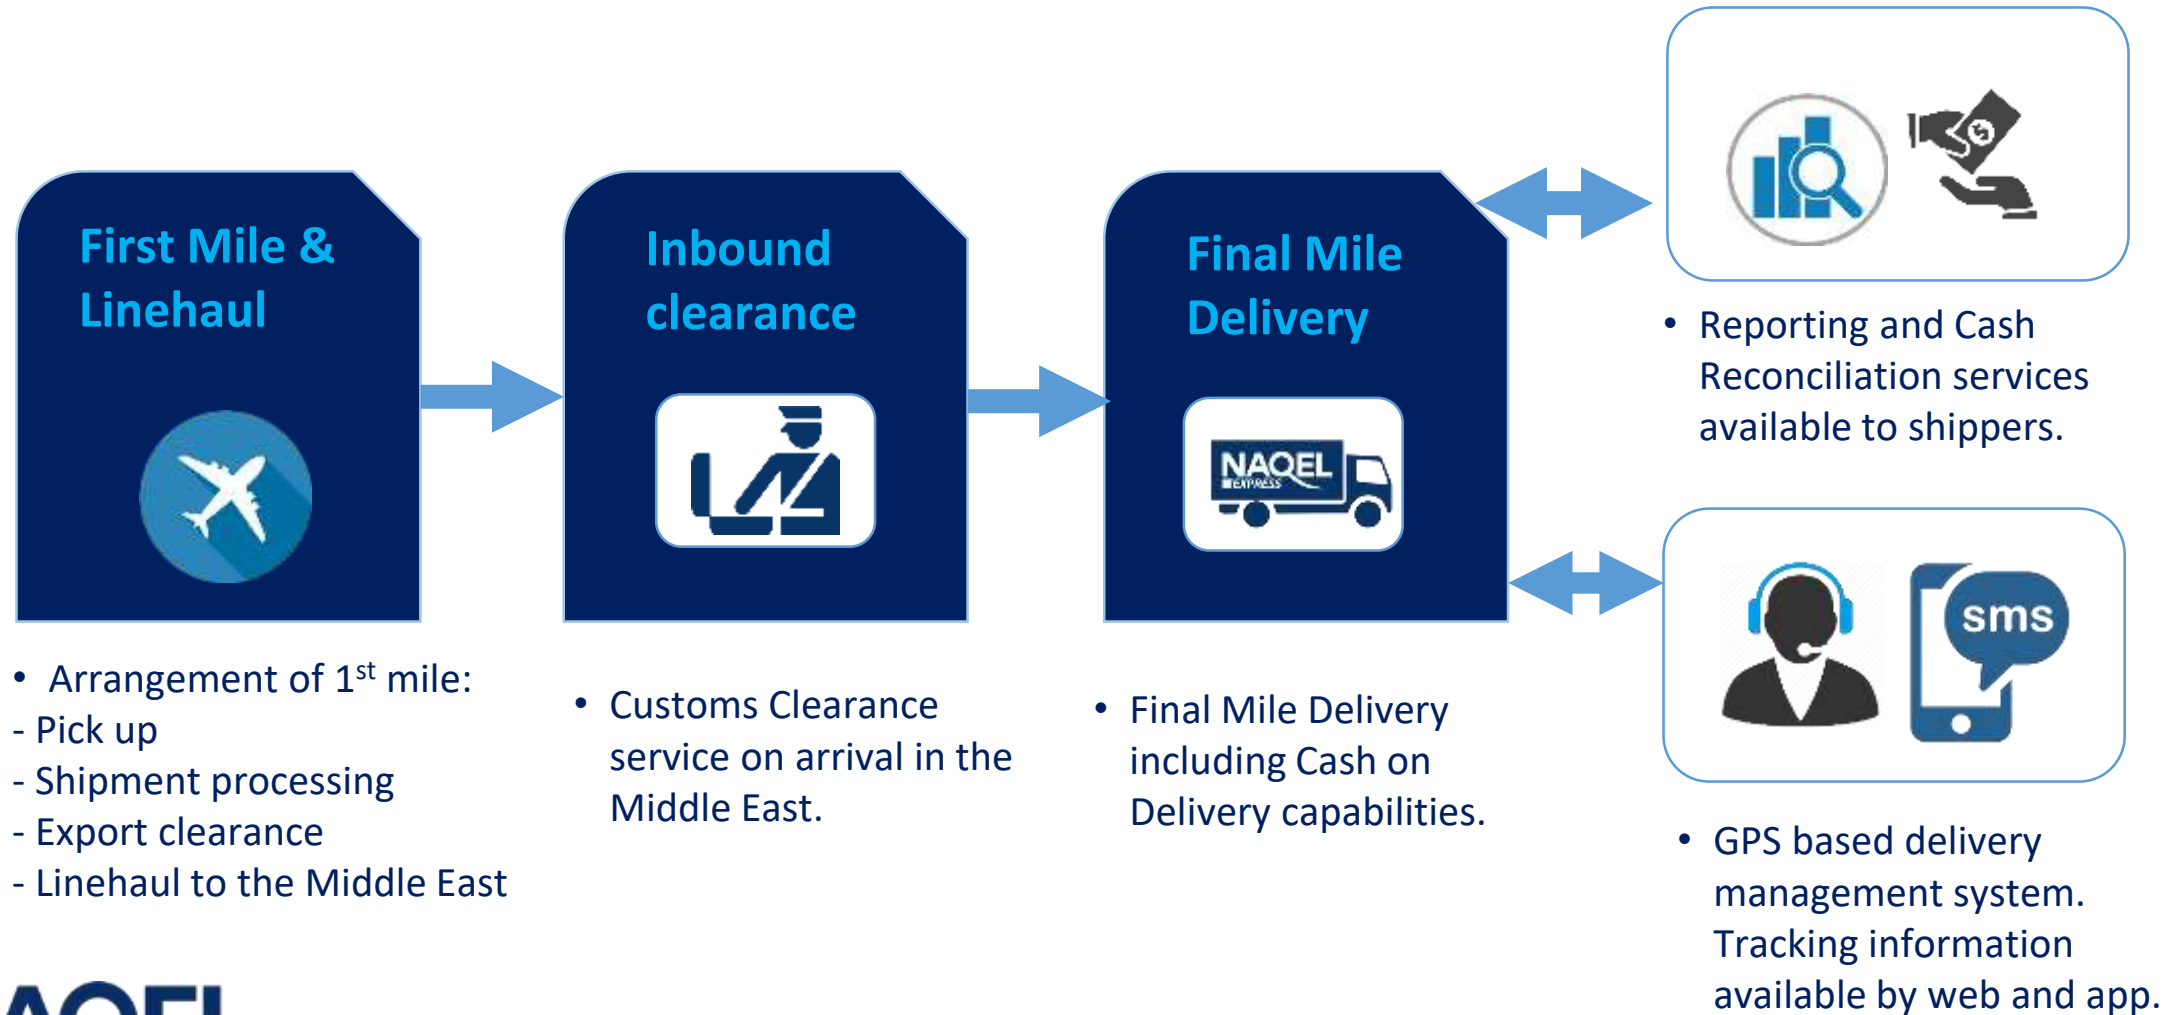 First Mile &
Linehaul
• Arrangement of 1st mile:
- Pick up
- Shipment processing
- Export clearance
- Linehaul to the Middle East
Inbound
clearance
• Customs Clearance
service on arrival in the
Middle East.
Final Mile
Delivery
NAQEL
EXPRESS
• Final Mile Delivery
including Cash on
Delivery capabilities.
• Reporting and Cash
Reconciliation services
available to shippers.
sms
• GPS based delivery
management system.
Tracking information
available by web and app.